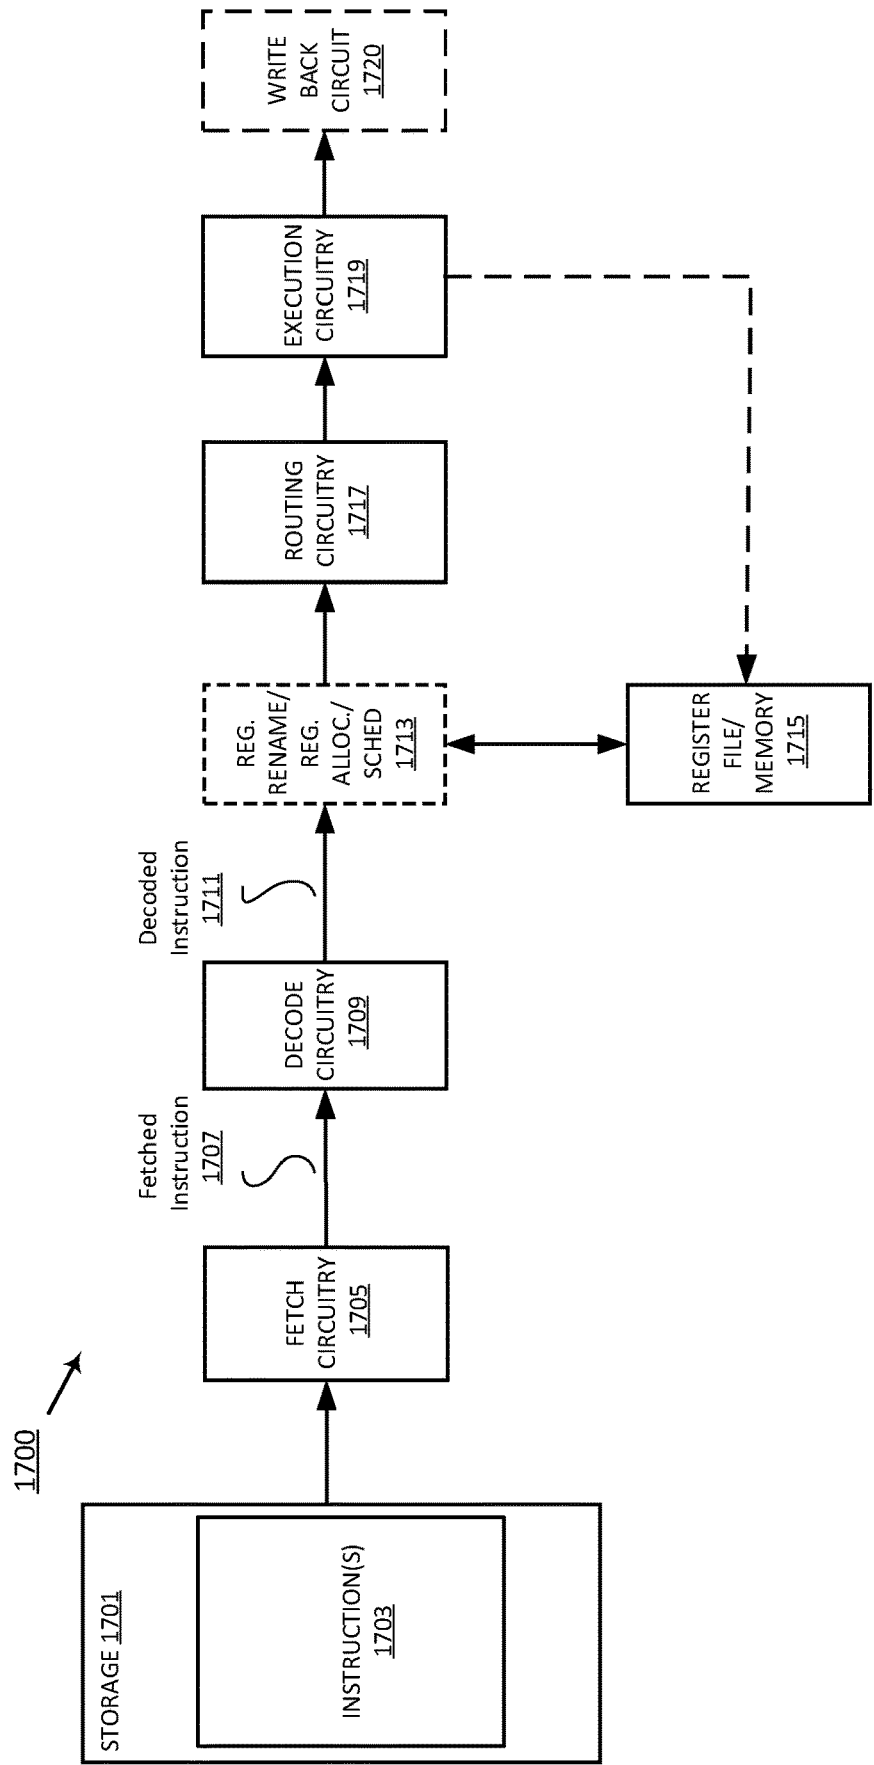 1700
STORAGE 1701
INSTRUCTION(S)
1703
FETCH
CIRCUITRY
1705
Fetched
Instruction
1707
DECODE
CIRCUITRY
1709
Decoded
Instruction
1711
REG.
RENAME/
REG.
ALLOC./
SCHED
1713
REGISTER
FILE/
MEMORY
1715
ROUTING
CIRCUITRY
1717
EXECUTION
CIRCUITRY
1719
WRITE
BACK
CIRCUIT
1720